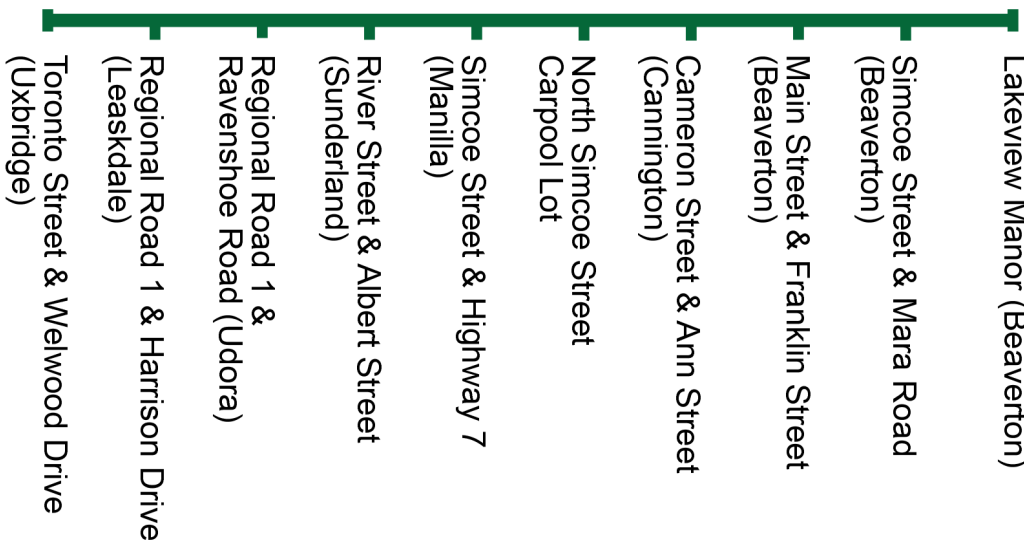 Toronto Street & Welwood Drive
(Uxbridge)
Regional Road 1 & Harrison Drive
(Leaskdale)
Regional Road 1 &
Ravenshoe Road (Udora)
River Street & Albert Street
(Sunderland)
Simcoe Street & Highway 7
(Manilla)
North Simcoe Street
Carpool Lot
Cameron Street & Ann Street
(Cannington)
Main Street & Franklin Street
(Beaverton)
Simcoe Street & Mara Road
(Beaverton)
Lakeview Manor (Beaverton)